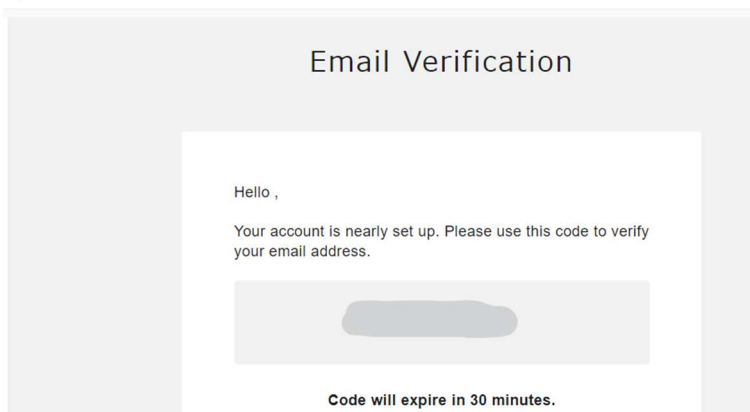 Email Verification
Hello ,
Your account is nearly set up. Please use this code to verify
your email address.
Code will expire in 30 minutes.